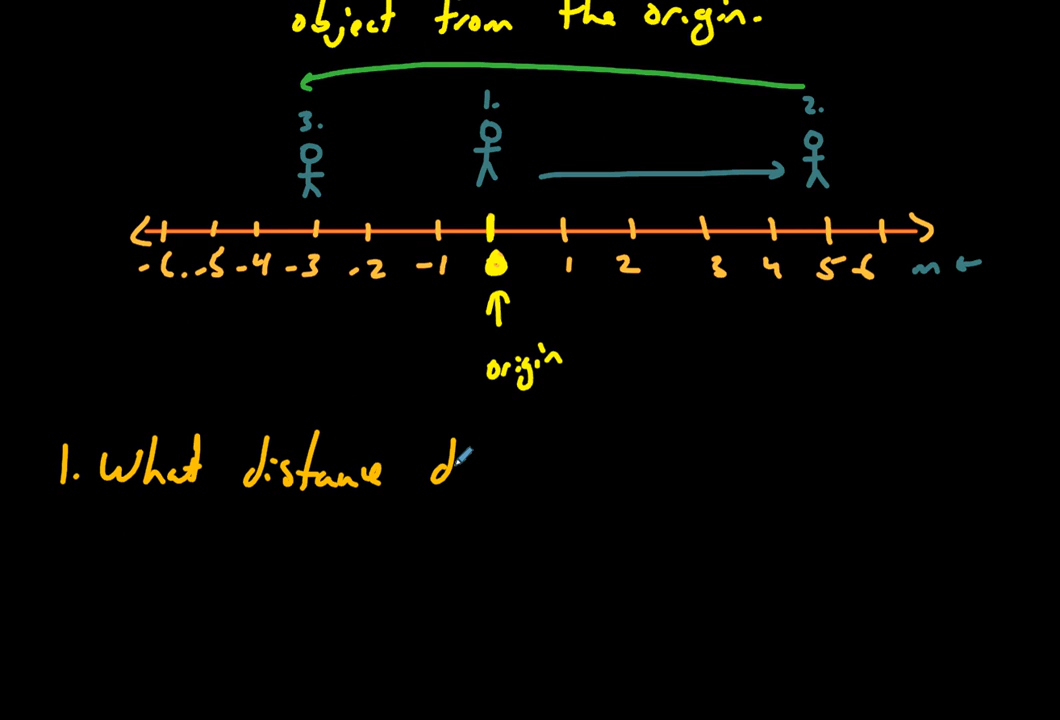 object from the origin.
3. 1. 2.
-6. -5 -4 -3 -2 -1 0 1 2 3 4 5 6 m
origin
1. What distance d